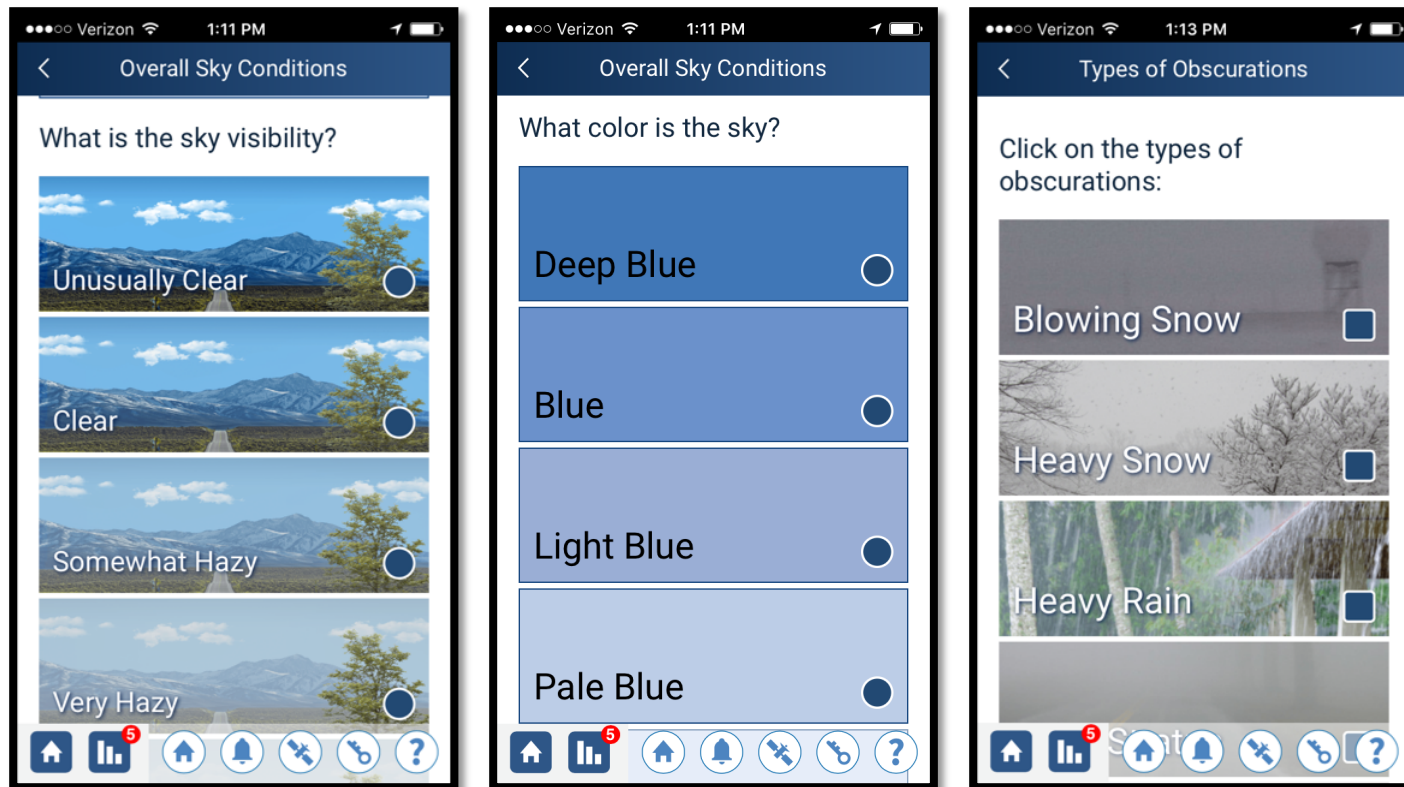 Verizon 1:11 PM
Overall Sky Conditions
What is the sky visibility?
Unusually Clear
Clear
Somewhat Hazy
Very Hazy
5
?
Verizon 1:11 PM
Overall Sky Conditions
What color is the sky?
Deep Blue
Blue
Light Blue
Pale Blue
5
?
Verizon 1:13 PM
Types of Obscurations
Click on the types of
obscurations:
Blowing Snow
Heavy Snow
Heavy Rain
5
?